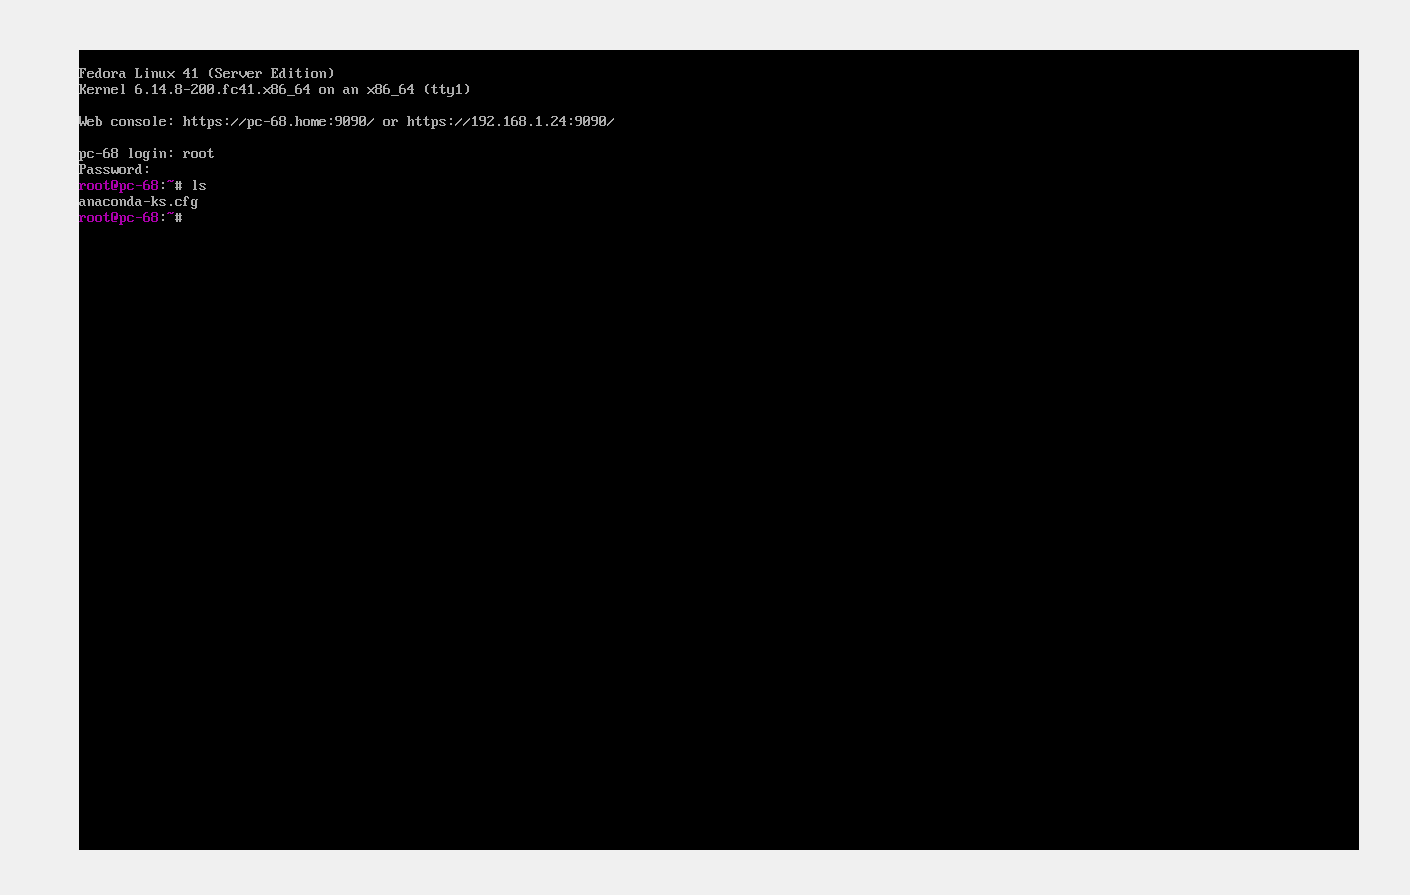 Fedora Linux 41 (Server Edition)
Kernel 6.14.8-200.fc41.x86_64 on an x86_64 (tty1)
Web console: https://pc-68.home:9090/ or https://192.168.1.24:9090/
pc-68 login: root
Password:
root@pc-68:~# ls
anaconda-ks.cfg
root@pc-68:~#